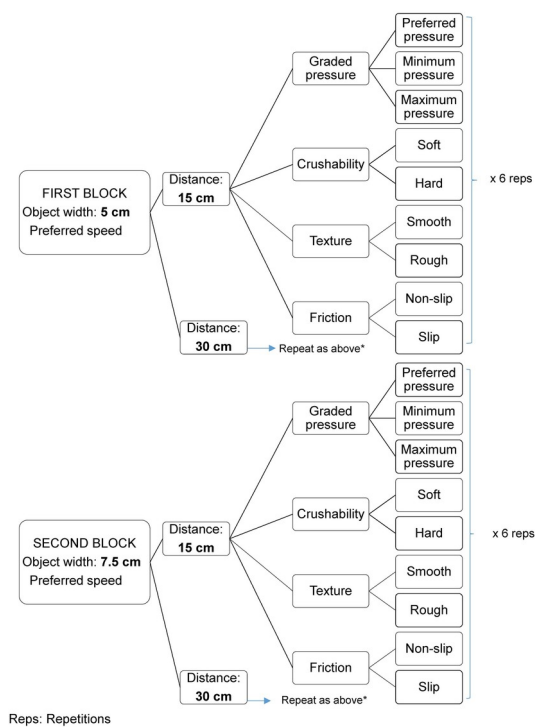 Preferred
pressure
Graded
pressure
Minimum
pressure
Maximum
pressure
Soft
Distance:
15 cm
Crushability
x 6 reps
Hard
FIRST BLOCK
Object width: 5 cm
Preferred speed
Smooth
Texture
Rough
Non-slip
Friction
Distance:
30 cm
Slip
Repeat as above*
Preferred
pressure
Graded
pressure
Minimum
pressure
Maximum
pressure
Soft
Distance:
15 cm
Crushability
Hard
x 6 reps
SECOND BLOCK
Object width: 7.5 cm
Preferred speed
Smooth
Texture
Rough
Non-slip
Friction
Distance:
30 cm
Slip
Repeat as above*
Reps: Repetitions